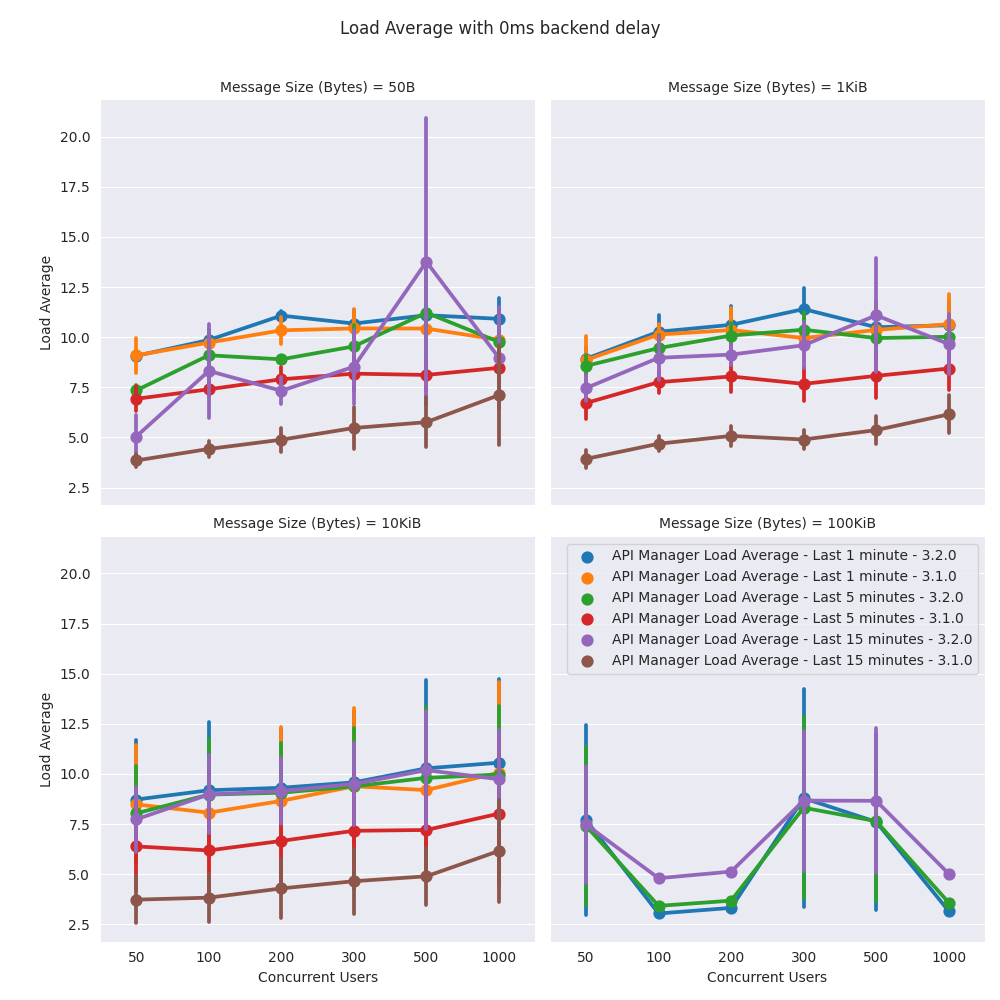 Load Average with 0ms backend delay
Message Size (Bytes) = 50B
Message Size (Bytes) = 1KiB
20.0
17.5
15.0
12.5
10.0
7.5
5.0
2.5
Load Average
Message Size (Bytes) = 10KiB
Message Size (Bytes) = 100KiB
API Manager Load Average - Last 1 minute - 3.2.0
API Manager Load Average - Last 1 minute - 3.1.0
API Manager Load Average - Last 5 minutes - 3.2.0
API Manager Load Average - Last 5 minutes - 3.1.0
API Manager Load Average - Last 15 minutes - 3.2.0
API Manager Load Average - Last 15 minutes - 3.1.0
20.0
17.5
15.0
12.5
10.0
7.5
5.0
2.5
Load Average
50 100 200 300 500 1000
50 100 200 300 500 1000
Concurrent Users
Concurrent Users